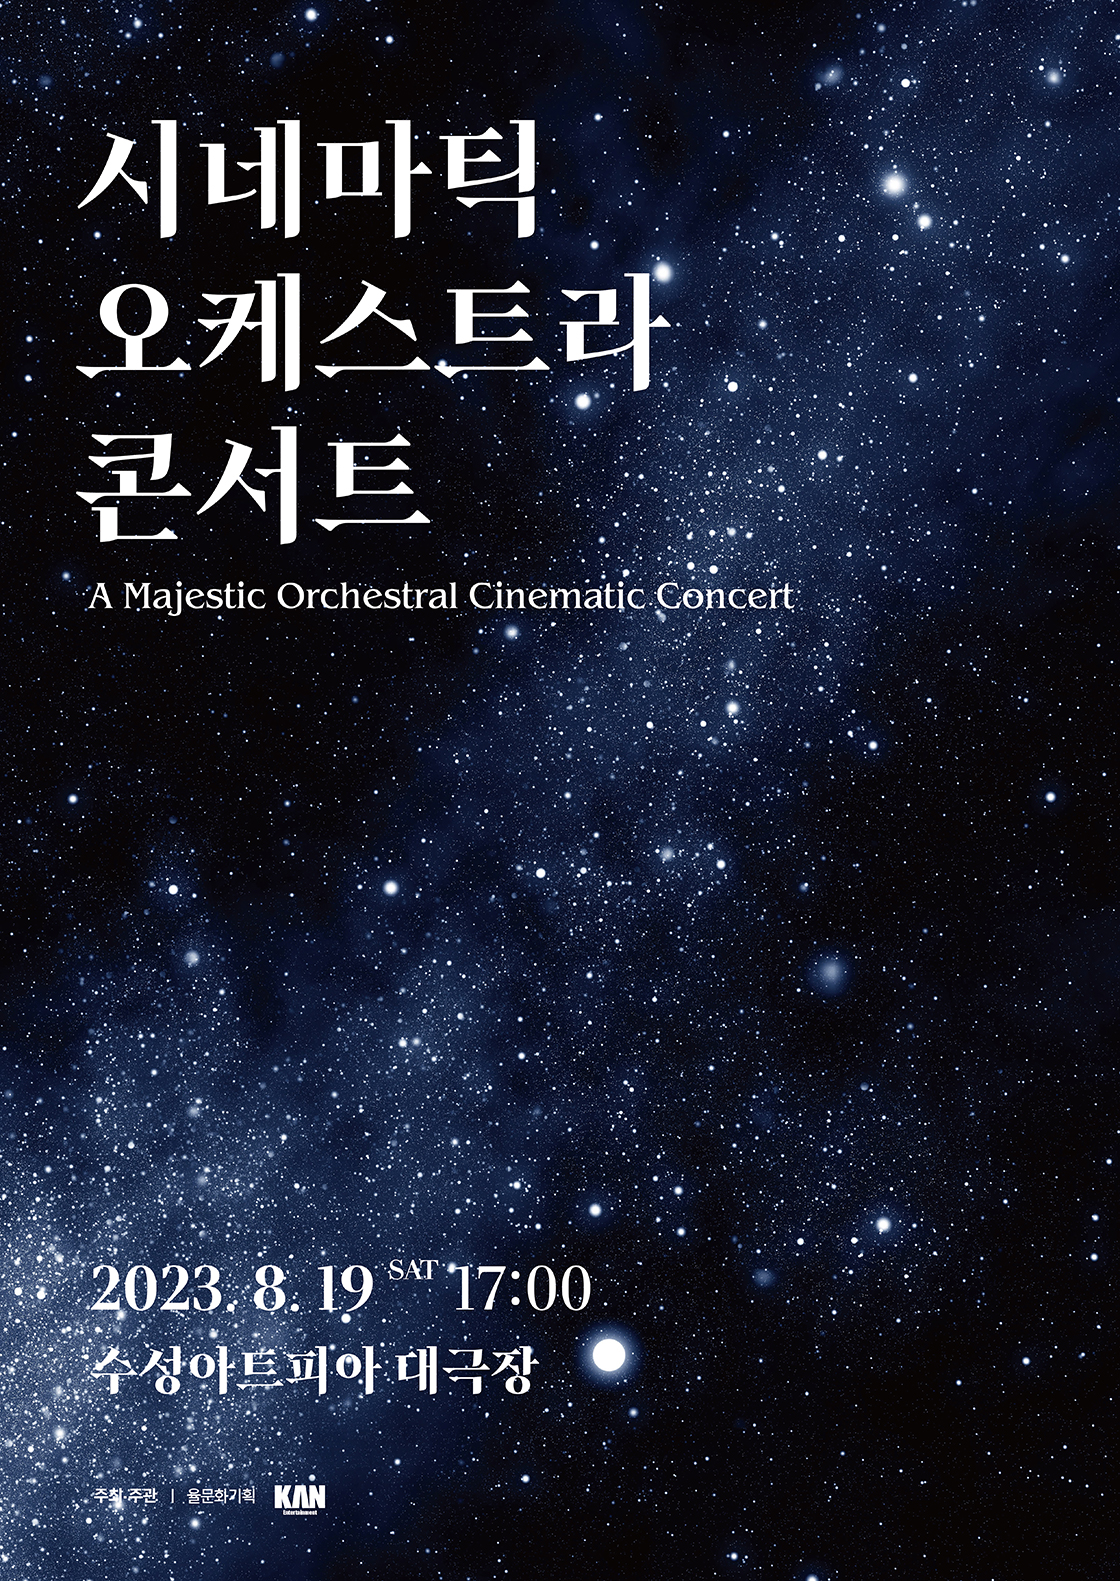 시네마틱
오케스트라
콘서트
A Majestic Orchestral Cinematic Concert
2023. 8. 19 SAT 17:00
수성아트피아 대극장
주최·주관 | 율문화기획 KAN
Entertainment